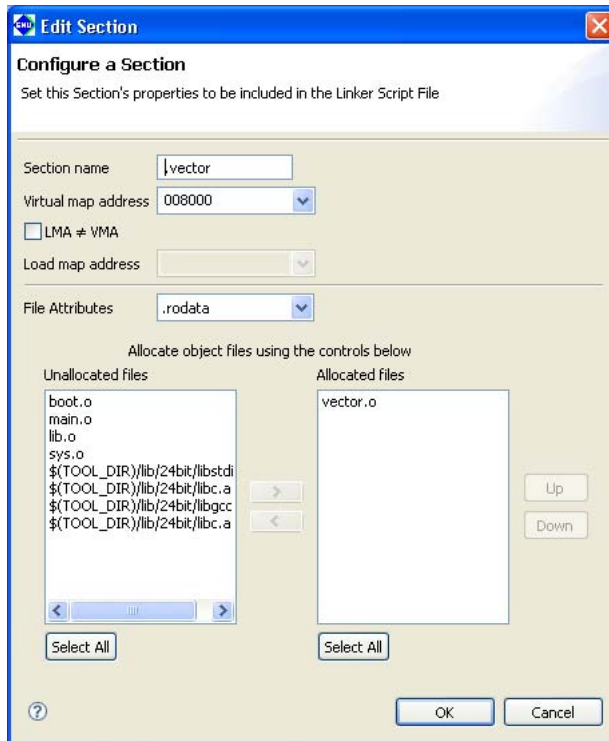 GNU
Edit Section
Configure a Section
Set this Section's properties to be included in the Linker Script File
Section name .vector
Virtual map address 008000
LMA ≠ VMA
Load map address
File Attributes .rodata
Allocate object files using the controls below
Unallocated files Allocated files
boot.o vector.o
main.o
lib.o
sys.o
$(TOOL_DIR)/lib/24bit/libstdi
$(TOOL_DIR)/lib/24bit/libc.a
$(TOOL_DIR)/lib/24bit/libgcc
$(TOOL_DIR)/lib/24bit/libc.a
> Up
< Down
Select All Select All
? OK Cancel